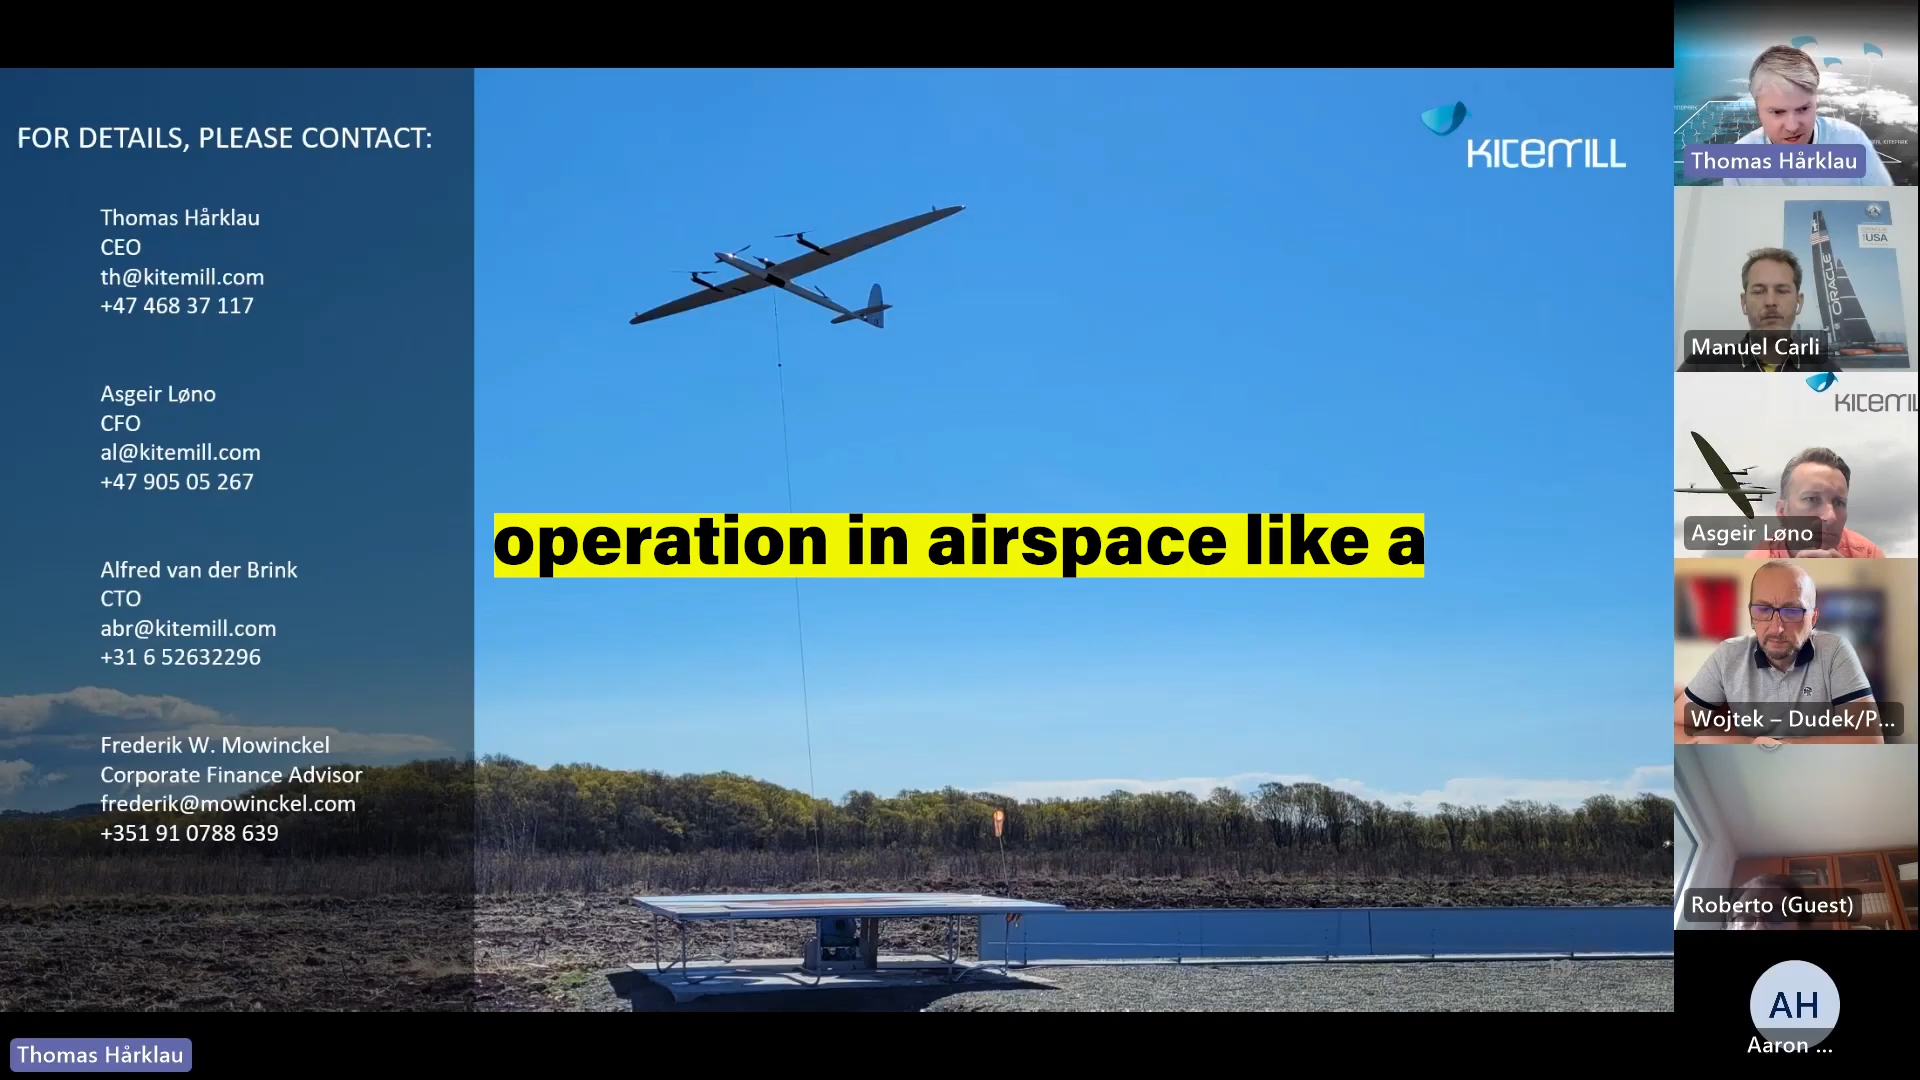 FOR DETAILS, PLEASE CONTACT:
Thomas Hårklau
CEO
th@kitemill.com
+47 468 37 117
Asgeir Løno
CFO
al@kitemill.com
+47 905 05 267
Alfred van der Brink
CTO
abr@kitemill.com
+31 6 52632296
Frederik W. Mowinckel
Corporate Finance Advisor
frederik@mowinckel.com
+351 91 0788 639
KITEMILL
operation in airspace like a
Thomas Hårklau
USA
ORACLE
Manuel Carli
KITEMIL
Asgeir Løno
Wojtek – Dudek/P...
Roberto (Guest)
AH
Aaron ...
Thomas Hårklau